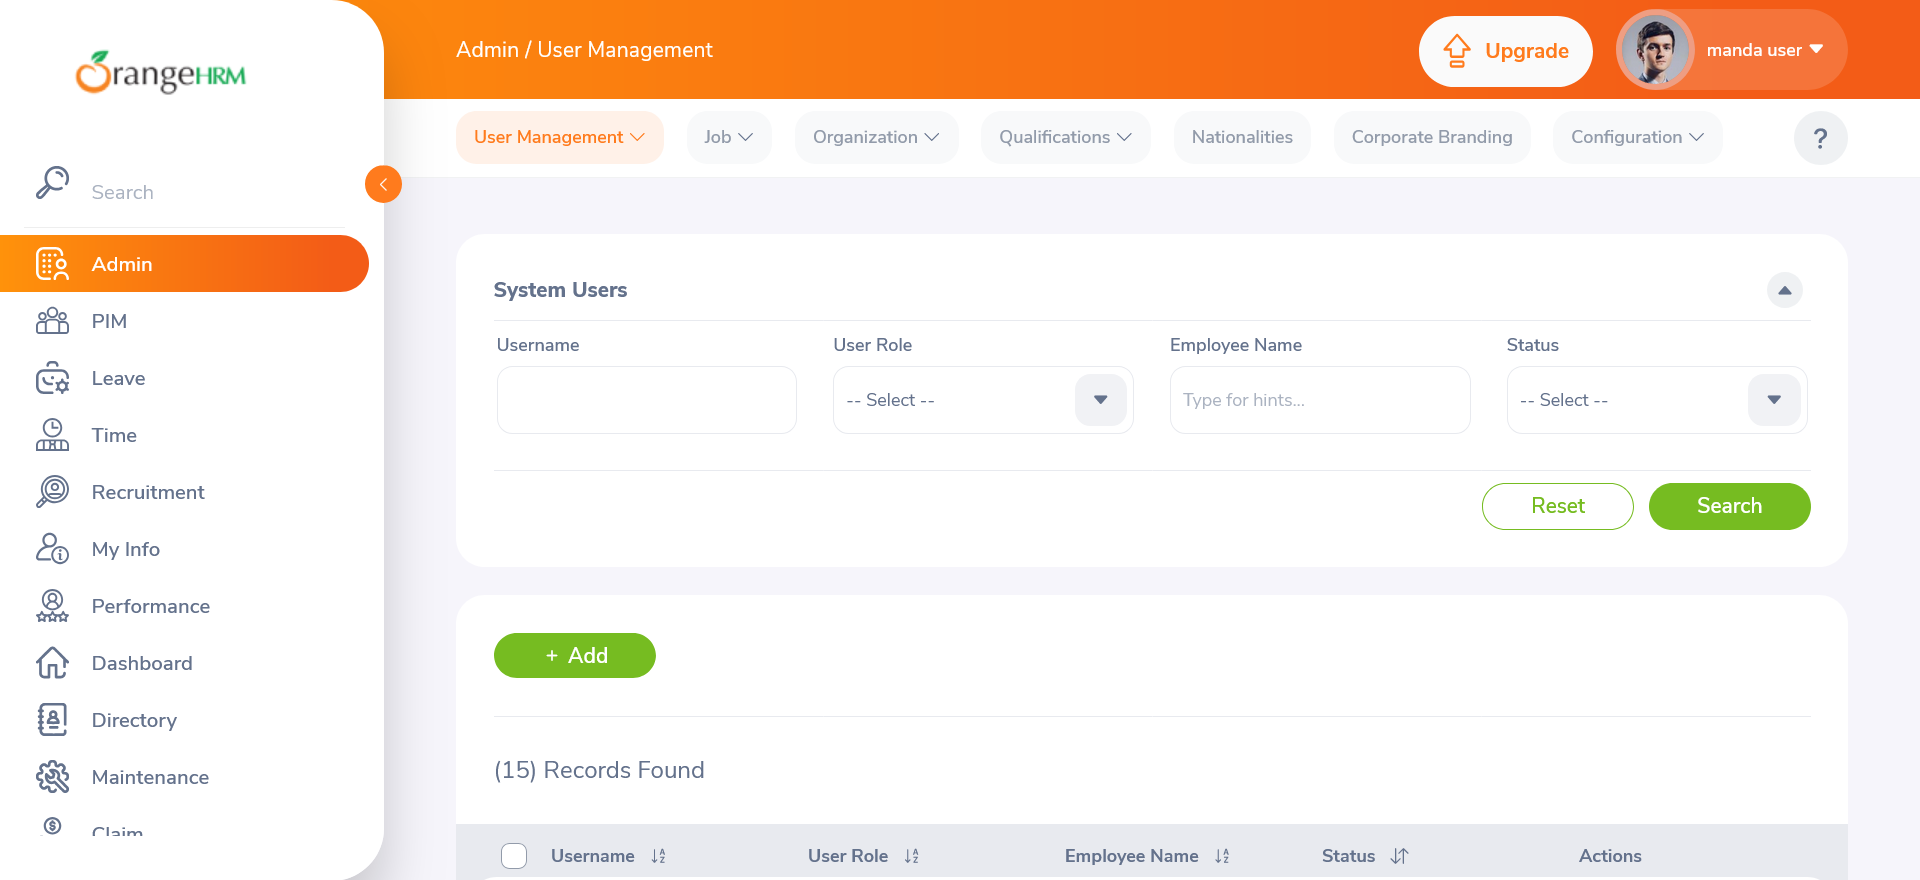 OrangeHRM
Admin / User Management
Upgrade
manda user
User Management
Job
Organization
Qualifications
Nationalities
Corporate Branding
Configuration
?
Search
Admin
PIM
Leave
Time
Recruitment
My Info
Performance
Dashboard
Directory
Maintenance
Claim
System Users
Username
User Role
Employee Name
Status
-- Select --
Type for hints...
-- Select --
Reset
Search
+ Add
(15) Records Found
Username
User Role
Employee Name
Status
Actions